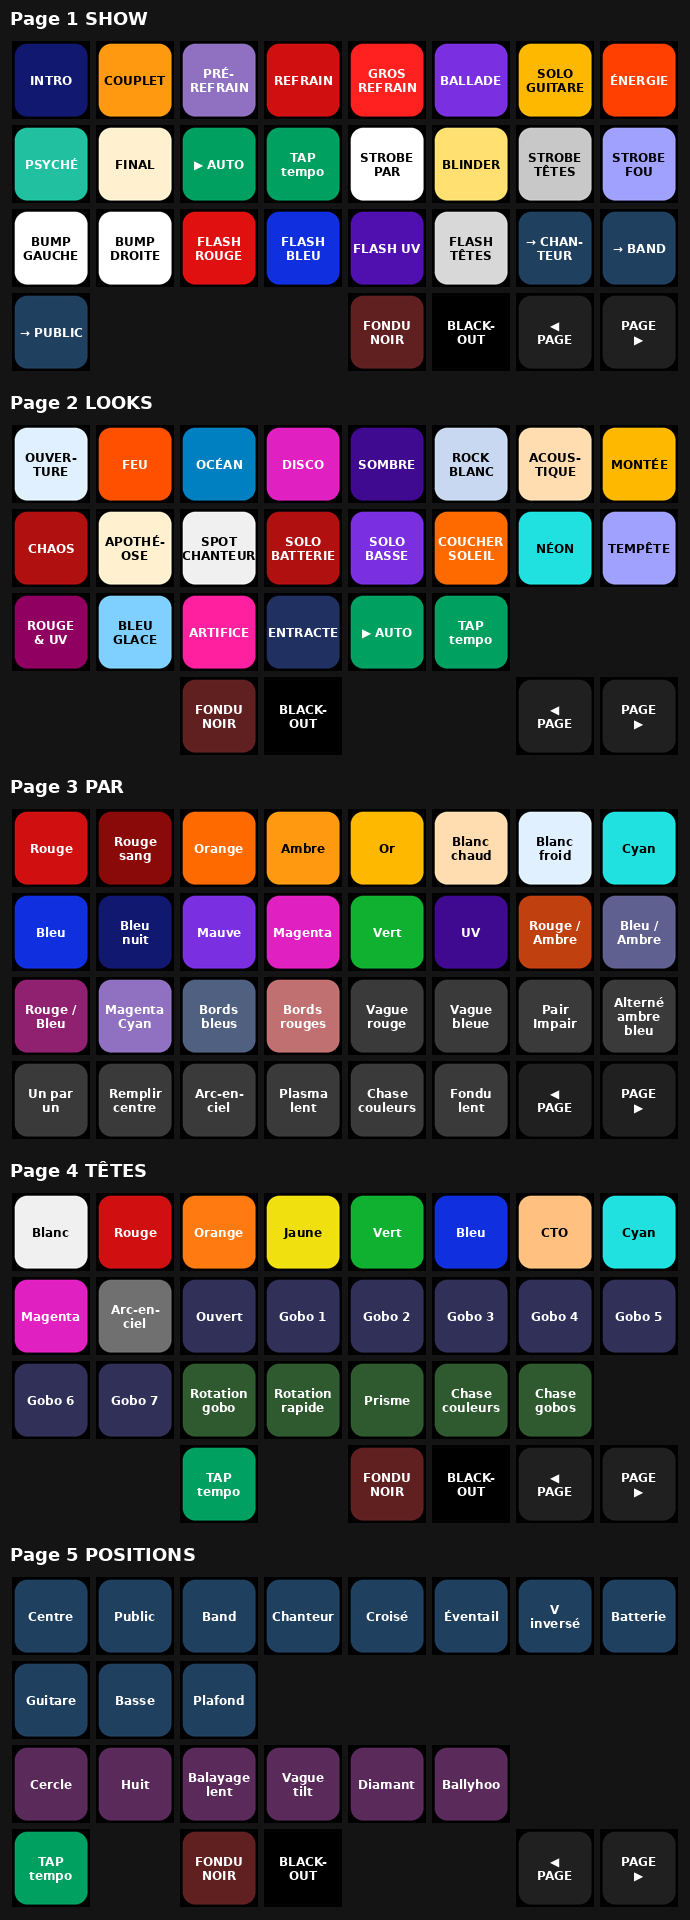 Page 1 SHOW
INTRO
COUPLET
PRÉ-
REFRAIN
REFRAIN
GROS
REFRAIN
BALLADE
SOLO
GUITARE
ÉNERGIE
PSYCHÉ
FINAL
▶ AUTO
TAP
tempo
STROBE
PAR
BLINDER
STROBE
TÊTES
STROBE
FOU
BUMP
GAUCHE
BUMP
DROITE
FLASH
ROUGE
FLASH
BLEU
FLASH UV
FLASH
TÊTES
→ CHAN-
TEUR
→ BAND
→ PUBLIC
FONDU
NOIR
BLACK-
OUT
◀
PAGE
PAGE
▶
Page 2 LOOKS
OUVER-
TURE
FEU
OCÉAN
DISCO
SOMBRE
ROCK
BLANC
ACOUS-
TIQUE
MONTÉE
CHAOS
APOTHÉ-
OSE
SPOT
CHANTEUR
SOLO
BATTERIE
SOLO
BASSE
COUCHER
SOLEIL
NÉON
TEMPÊTE
ROUGE
& UV
BLEU
GLACE
ARTIFICE
ENTRACTE
▶ AUTO
TAP
tempo
FONDU
NOIR
BLACK-
OUT
◀
PAGE
PAGE
▶
Page 3 PAR
Rouge
Rouge
sang
Orange
Ambre
Or
Blanc
chaud
Blanc
froid
Cyan
Bleu
Bleu
nuit
Mauve
Magenta
Vert
UV
Rouge /
Ambre
Bleu /
Ambre
Rouge /
Bleu
Magenta
Cyan
Bords
bleus
Bords
rouges
Vague
rouge
Vague
bleue
Pair
Impair
Alterné
ambre
bleu
Un par
un
Remplir
centre
Arc-en-
ciel
Plasma
lent
Chase
couleurs
Fondu
lent
◀
PAGE
PAGE
▶
Page 4 TÊTES
Blanc
Rouge
Orange
Jaune
Vert
Bleu
CTO
Cyan
Magenta
Arc-en-
ciel
Ouvert
Gobo 1
Gobo 2
Gobo 3
Gobo 4
Gobo 5
Gobo 6
Gobo 7
Rotation
gobo
Rotation
rapide
Prisme
Chase
couleurs
Chase
gobos
TAP
tempo
FONDU
NOIR
BLACK-
OUT
◀
PAGE
PAGE
▶
Page 5 POSITIONS
Centre
Public
Band
Chanteur
Croisé
Éventail
V
inversé
Batterie
Guitare
Basse
Plafond
Cercle
Huit
Balayage
lent
Vague
tilt
Diamant
Ballyhoo
TAP
tempo
FONDU
NOIR
BLACK-
OUT
◀
PAGE
PAGE
▶